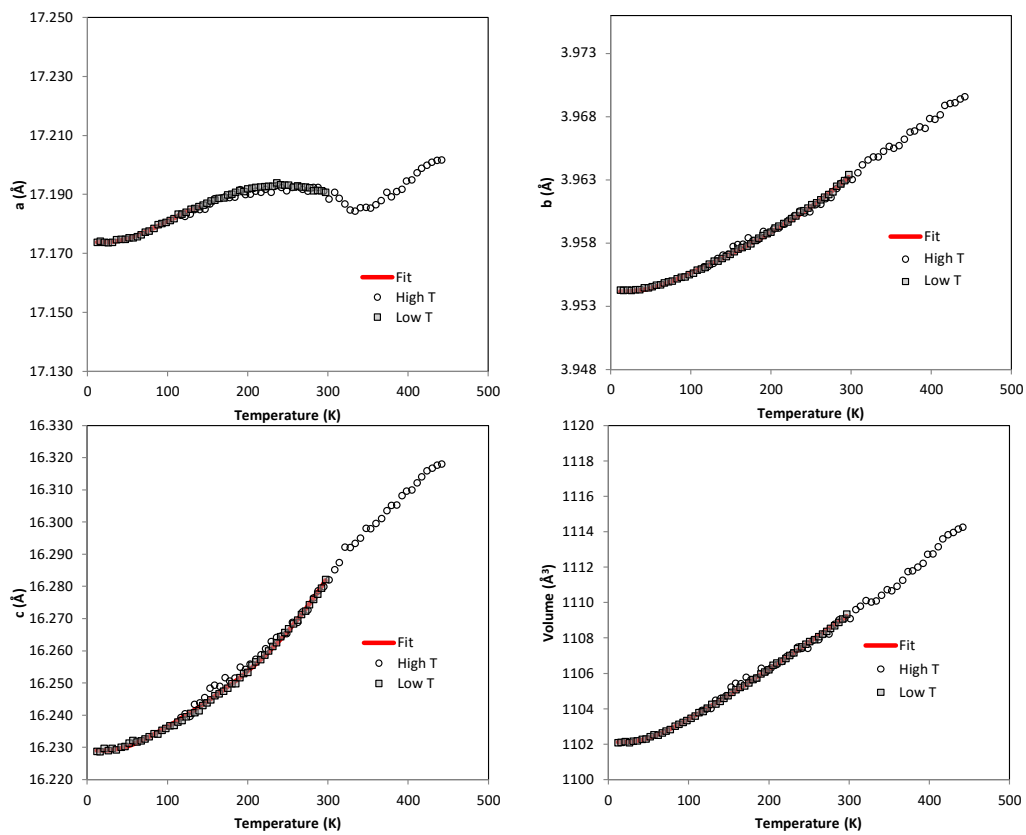 17.250
17.230
17.210
17.190
17.170
17.150
17.130
a (Å)
0 100 200 300 400 500
Temperature (K)
Fit
High T
Low T
3.973
3.968
3.963
3.958
3.953
3.948
b (Å)
0 100 200 300 400 500
Temperature (K)
Fit
High T
Low T
16.330
16.320
16.310
16.300
16.290
16.280
16.270
16.260
16.250
16.240
16.230
16.220
c (Å)
0 100 200 300 400 500
Temperature (K)
Fit
High T
Low T
1120
1118
1116
1114
1112
1110
1108
1106
1104
1102
1100
Volume (Å³)
0 100 200 300 400 500
Temperature (K)
Fit
High T
Low T